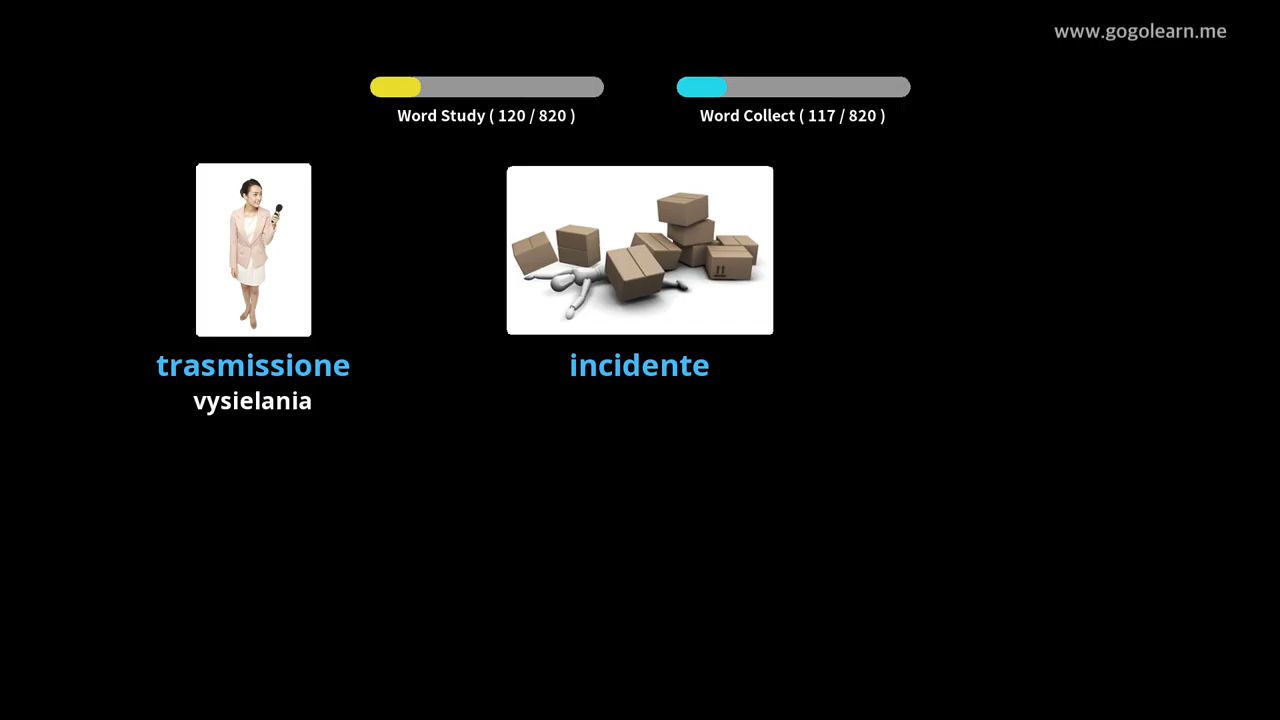 www.gogolearn.me
Word Study ( 120 / 820 )
Word Collect ( 117 / 820 )
trasmissione
vysielania
incidente